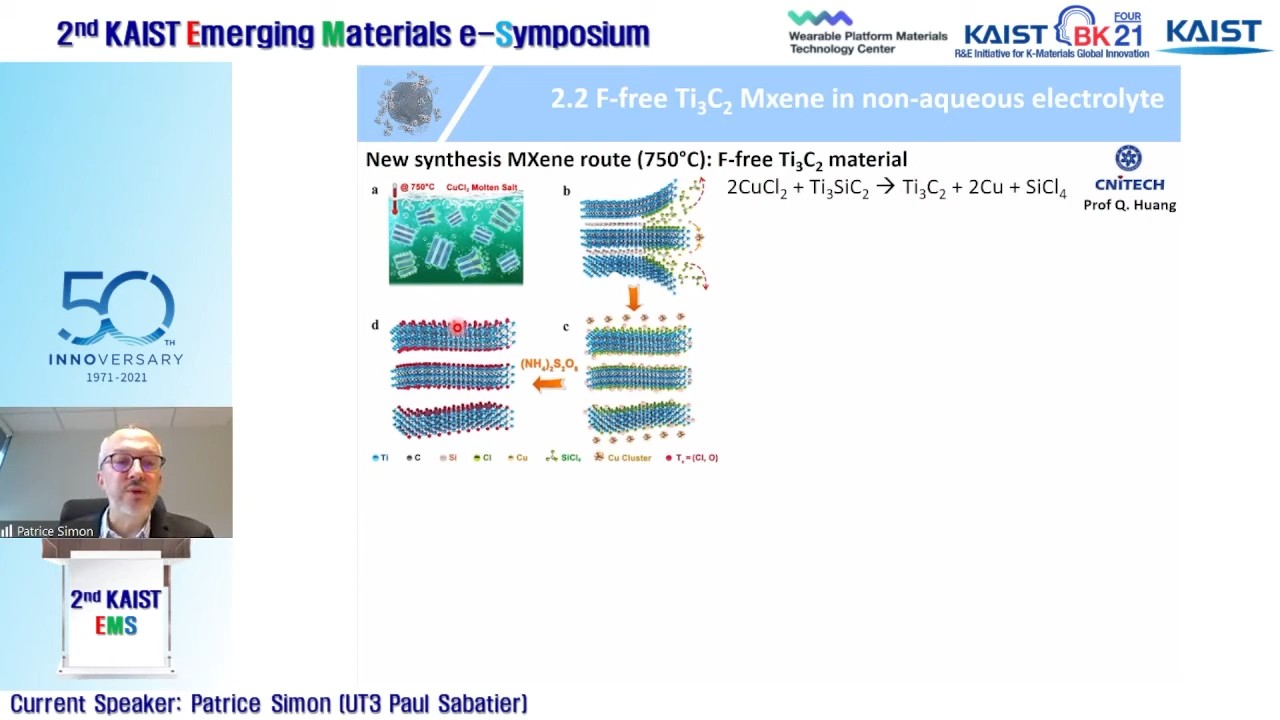 2nd KAIST Emerging Materials e-Symposium
Wearable Platform Materials
Technology Center
KAIST BK FOUR 21
R&E Initiative for K-Materials Global Innovation
KAIST
2.2 F-free Ti3C2 Mxene in non-aqueous electrolyte
New synthesis MXene route (750°C): F-free Ti3C2 material
2CuCl2 + Ti3SiC2 → Ti3C2 + 2Cu + SiCl4
CNITECH
Prof Q. Huang
a
@ 750°C CuCl2 Molten Salt
b
d
c
(NH4)2S2O8
Ti C Si Cl Cu SiCl4 Cu Cluster Tx = (Cl, O)
50TH
INNOVERSARY
1971-2021
Patrice Simon
2nd KAIST
EMS
Current Speaker: Patrice Simon (UT3 Paul Sabatier)